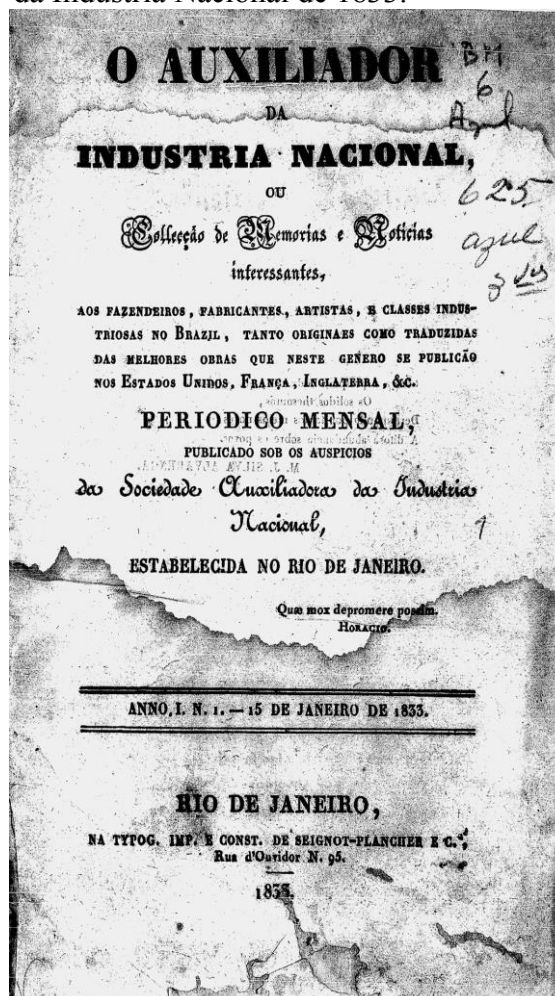 da Indústria Nacional de 1833.
O AUXILIADOR
DA
INDUSTRIA NACIONAL,
OU
Collecção de Memorias e Noticias
interessantes,
AOS FAZENDEIROS, FABRICANTES, ARTISTAS, E CLASSES INDUS-
TRIOSAS NO BRAZIL, TANTO ORIGINAES COMO TRADUZIDAS
DAS MELHORES OBRAS QUE NESTE GENERO SE PUBLICÃO
NOS ESTADOS UNIDOS, FRANÇA, INGLATERRA, &C.
PERIODICO MENSAL,
PUBLICADO SOB OS AUSPICIOS
da Sociedade Auxiliadora da Industria
Nacional,
ESTABELECIDA NO RIO DE JANEIRO.
Quæ mox depromere possim.
HORACIO.
ANNO, I. N. 1. — 15 DE JANEIRO DE 1833.
RIO DE JANEIRO,
NA TYPOG. IMP. E CONST. DE SEIGNOT-PLANCHER E C.ª,
Rua d'Ouvidor N. 95.
1833.
BM
6
Azul
625
azul